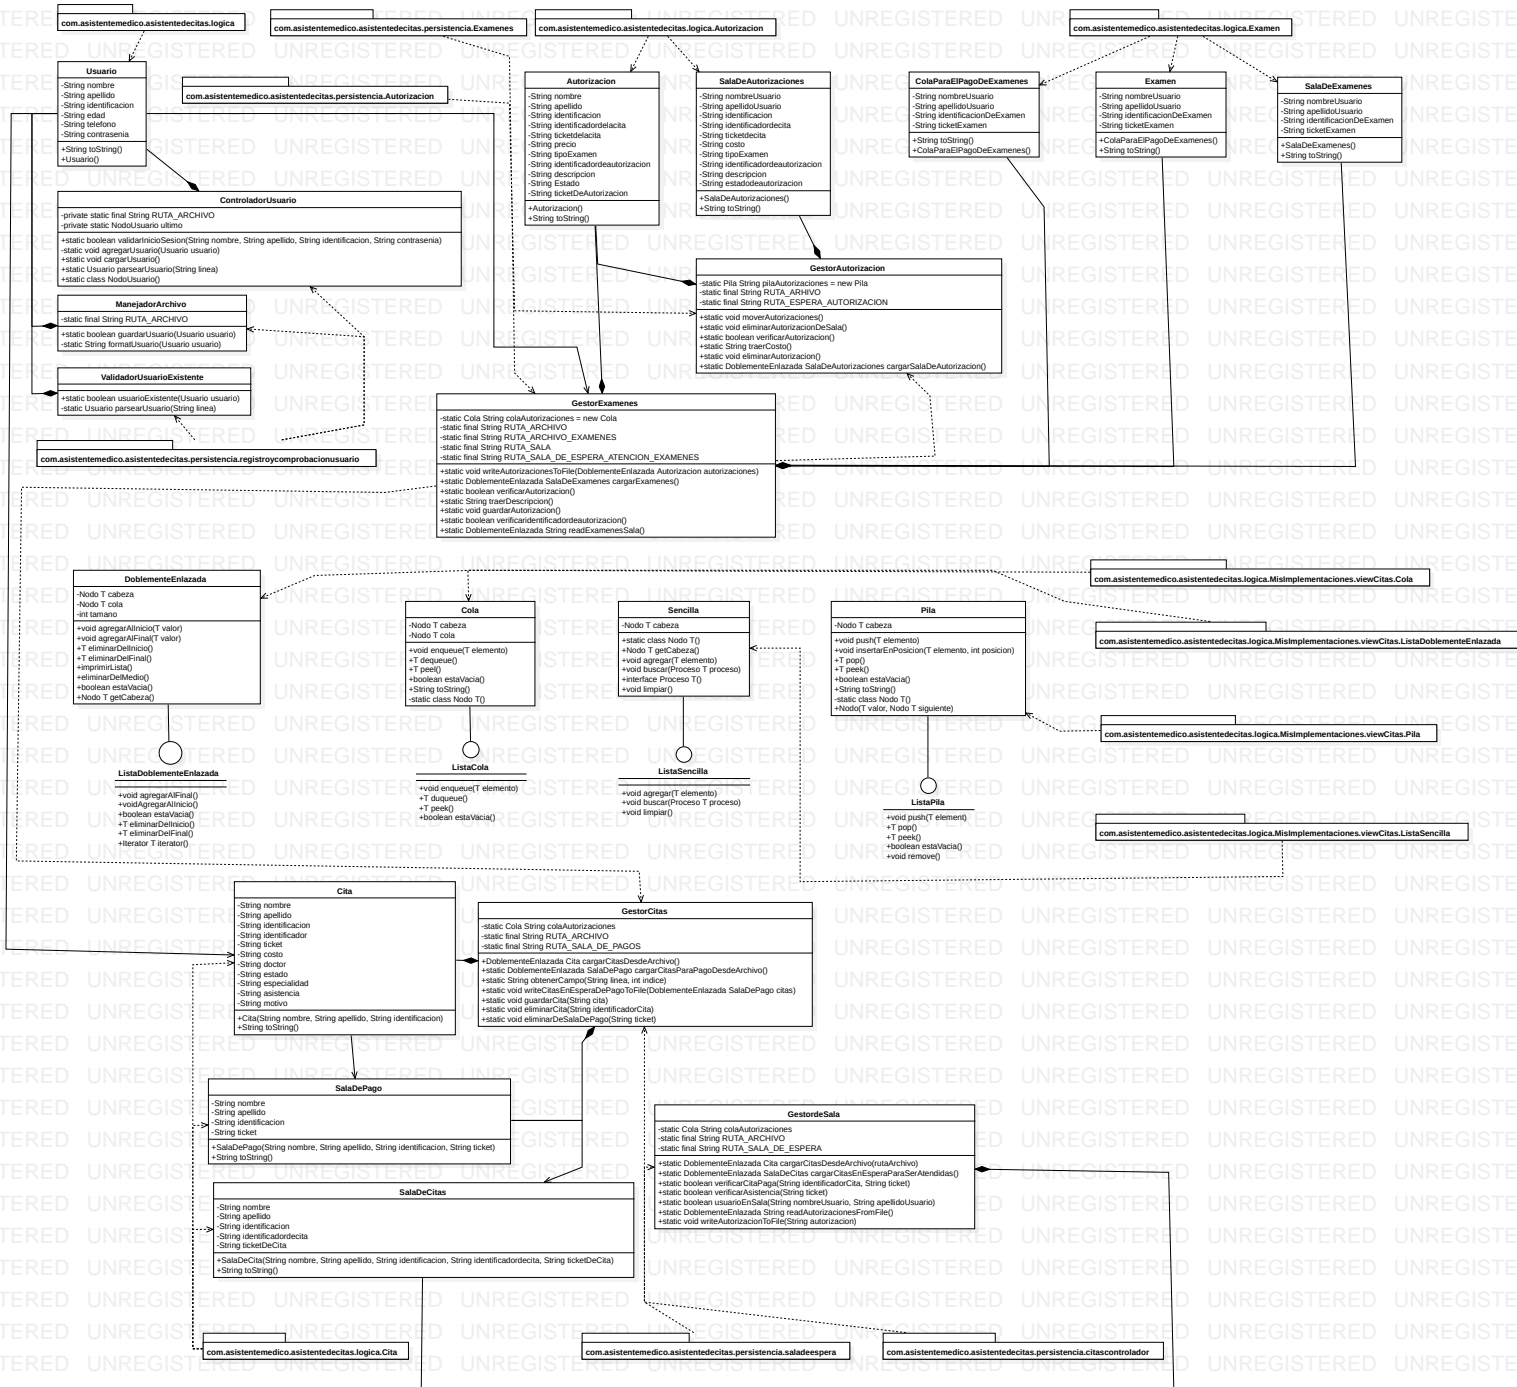 com.asistentemedico.asistentedecitas.logica
com.asistentemedico.asistentedecitas.persistencia.Examenes
com.asistentemedico.asistentedecitas.logica.Autorizacion
com.asistentemedico.asistentedecitas.logica.Examen
Usuario
-String nombre
-String apellido
-String identificacion
-String edad
-String telefono
-String contrasenia
+String toString()
+Usuario()
com.asistentemedico.asistentedecitas.persistencia.Autorizacion
Autorizacion
-String nombre
-String apellido
-String identificacion
-String identificadordelacita
-String ticketdelacita
-String precio
-String tipoExamen
-String identificadordeautorizacion
-String descripcion
-String Estado
-String ticketDeAutorizacion
+Autorizacion()
+String toString()
SalaDeAutorizaciones
-String nombreUsuario
-String apellidoUsuario
-String identificacion
-String identificadordecita
-String ticketdecita
-String costo
-String tipoExamen
-String identificadordeautorizacion
-String descripcion
-String estadodeautorizacion
+SalaDeAutorizaciones()
+String toString()
ColaParaElPagoDeExamenes
-String nombreUsuario
-String apellidoUsuario
-String identificacionDeExamen
-String ticketExamen
+String toString()
+ColaParaElPagoDeExamenes()
Examen
-String nombreUsuario
-String apellidoUsuario
-String identificacionDeExamen
-String ticketExamen
+ColaParaElPagoDeExamenes()
+String toString()
SalaDeExamenes
-String nombreUsuario
-String apellidoUsuario
-String identificacionDeExamen
-String ticketExamen
+SalaDeExamenes()
+String toString()
ControladorUsuario
-private static final String RUTA_ARCHIVO
-private static NodoUsuario ultimo
+static boolean validarInicioSesion(String nombre, String apellido, String identificacion, String contrasenia)
-static void agregarUsuario(Usuario usuario)
+static void cargarUsuario()
+static Usuario parsearUsuario(String linea)
+static class NodoUsuario()
GestorAutorizacion
-static Pila String pilaAutorizaciones = new Pila
-static final String RUTA_ARHIVO
-static final String RUTA_ESPERA_AUTORIZACION
+static void moverAutorizaciones()
+static void eliminarAutorizacionDeSala()
+static boolean verificarAutorizacion()
+static String traerCosto()
+static void eliminarAutorizacion()
+static DoblementeEnlazada SalaDeAutorizaciones cargarSalaDeAutorizacion()
ManejadorArchivo
-static final String RUTA_ARCHIVO
+static boolean guardarUsuario(Usuario usuario)
-static String formatUsuario(Usuario usuario)
ValidadorUsuarioExistente
+static boolean usuarioExistente(Usuario usuario)
-static Usuario parsearUsuario(String linea)
com.asistentemedico.asistentedecitas.persistencia.registroycomprobacionusuario
GestorExamenes
-static Cola String colaAutorizaciones = new Cola
-static final String RUTA_ARCHIVO
-static final String RUTA_ARCHIVO_EXAMENES
-static final String RUTA_SALA
-static final String RUTA_SALA_DE_ESPERA_ATENCION_EXAMENES
+static void writeAutorizacionesToFile(DoblementeEnlazada Autorizacion autorizaciones)
+static DoblementeEnlazada SalaDeExamenes cargarExamenes()
+static boolean verificarAutorizacion()
+static String traerDescripcion()
+static void guardarAutorizacion()
+static boolean verificaridentificadordeautorizacion()
+static DoblementeEnlazada String readExamenesSala()
DoblementeEnlazada
-Nodo T cabeza
-Nodo T cola
-int tamano
+void agregarAlInicio(T valor)
+void agregarAlFinal(T valor)
+T eliminarDelInicio()
+T eliminarDelFinal()
+imprimirLista()
+eliminarDelMedio()
+boolean estaVacia()
+Nodo T getCabeza()
Cola
-Nodo T cabeza
-Nodo T cola
+void enqueue(T elemento)
+T dequeue()
+T peel()
+boolean estaVacia()
+String toString()
-static class Nodo T()
Sencilla
-Nodo T cabeza
+static class Nodo T()
+Nodo T getCabeza()
+void agregar(T elemento)
+void buscar(Proceso T proceso)
+interface Proceso T()
+void limpiar()
Pila
-Nodo T cabeza
+void push(T elemento)
+void insertarEnPosicion(T elemento, int posicion)
+T pop()
+T peek()
+boolean estaVacia()
+String toString()
-static class Nodo T()
+Nodo(T valor, Nodo T siguiente)
com.asistentemedico.asistentedecitas.logica.MisImplementaciones.viewCitas.Cola
com.asistentemedico.asistentedecitas.logica.MisImplementaciones.viewCitas.ListaDoblementeEnlazada
com.asistentemedico.asistentedecitas.logica.MisImplementaciones.viewCitas.Pila
com.asistentemedico.asistentedecitas.logica.MisImplementaciones.viewCitas.ListaSencilla
ListaDoblementeEnlazada
+void agregarAlFinal()
+voidAgregarAlInicio()
+boolean estaVacia()
+T eliminarDelInicio()
+T eliminarDelFinal()
+Iterator T iterator()
ListaCola
+void enqueue(T elemento)
+T duqueue()
+T peek()
+boolean estaVacia()
ListaSencilla
+void agregar(T elemento)
+void buscar(Proceso T proceso)
+void limpiar()
ListaPila
+void push(T element)
+T pop()
+T peek()
+boolean estaVacia()
+void remove()
Cita
-String nombre
-String apellido
-String identificacion
-String identificador
-String ticket
-String costo
-String doctor
-String estado
-String especialidad
-String asistencia
-String motivo
+Cita(String nombre, String apellido, String identificacion)
+String toString()
GestorCitas
-static Cola String colaAutorizaciones
-static final String RUTA_ARCHIVO
-static final String RUTA_SALA_DE_PAGOS
+DoblementeEnlazada Cita cargarCitasDesdeArchivo()
+static DoblementeEnlazada SalaDePago cargarCitasParaPagoDesdeArchivo()
+static String obtenerCampo(String linea, int indice)
+static void writeCitasEnEsperaDePagoToFile(DoblementeEnlazada SalaDePago citas)
+static void guardarCita(String cita)
+static void eliminarCita(String identificadorCita)
+static void eliminarDeSalaDePago(String ticket)
SalaDePago
-String nombre
-String apellido
-String identificacion
-String ticket
+SalaDePago(String nombre, String apellido, String identificacion, String ticket)
+String toString()
GestordeSala
-static Cola String colaAutorizaciones
-static final String RUTA_ARCHIVO
-static final String RUTA_SALA_DE_ESPERA
+static DoblementeEnlazada Cita cargarCitasDesdeArchivo(rutaArchivo)
+static DoblementeEnlazada SalaDeCitas cargarCitasEnEsperaParaSerAtendidas()
+static boolean verificarCitaPaga(String identificadorCita, String ticket)
+static boolean verificarAsistencia(String ticket)
+static boolean usuarioEnSala(String nombreUsuario, String apellidoUsuario)
+static DoblementeEnlazada String readAutorizacionesFromFile()
+static void writeAutorizacionToFile(String autorizacion)
SalaDeCitas
-String nombre
-String apellido
-String identificacion
-String identificadordecita
-String ticketDeCita
+SalaDeCita(String nombre, String apellido, String identificacion, String identificadordecita, String ticketDeCita)
+String toString()
com.asistentemedico.asistentedecitas.logica.Cita
com.asistentemedico.asistentedecitas.persistencia.saladeespera
com.asistentemedico.asistentedecitas.persistencia.citascontrolador